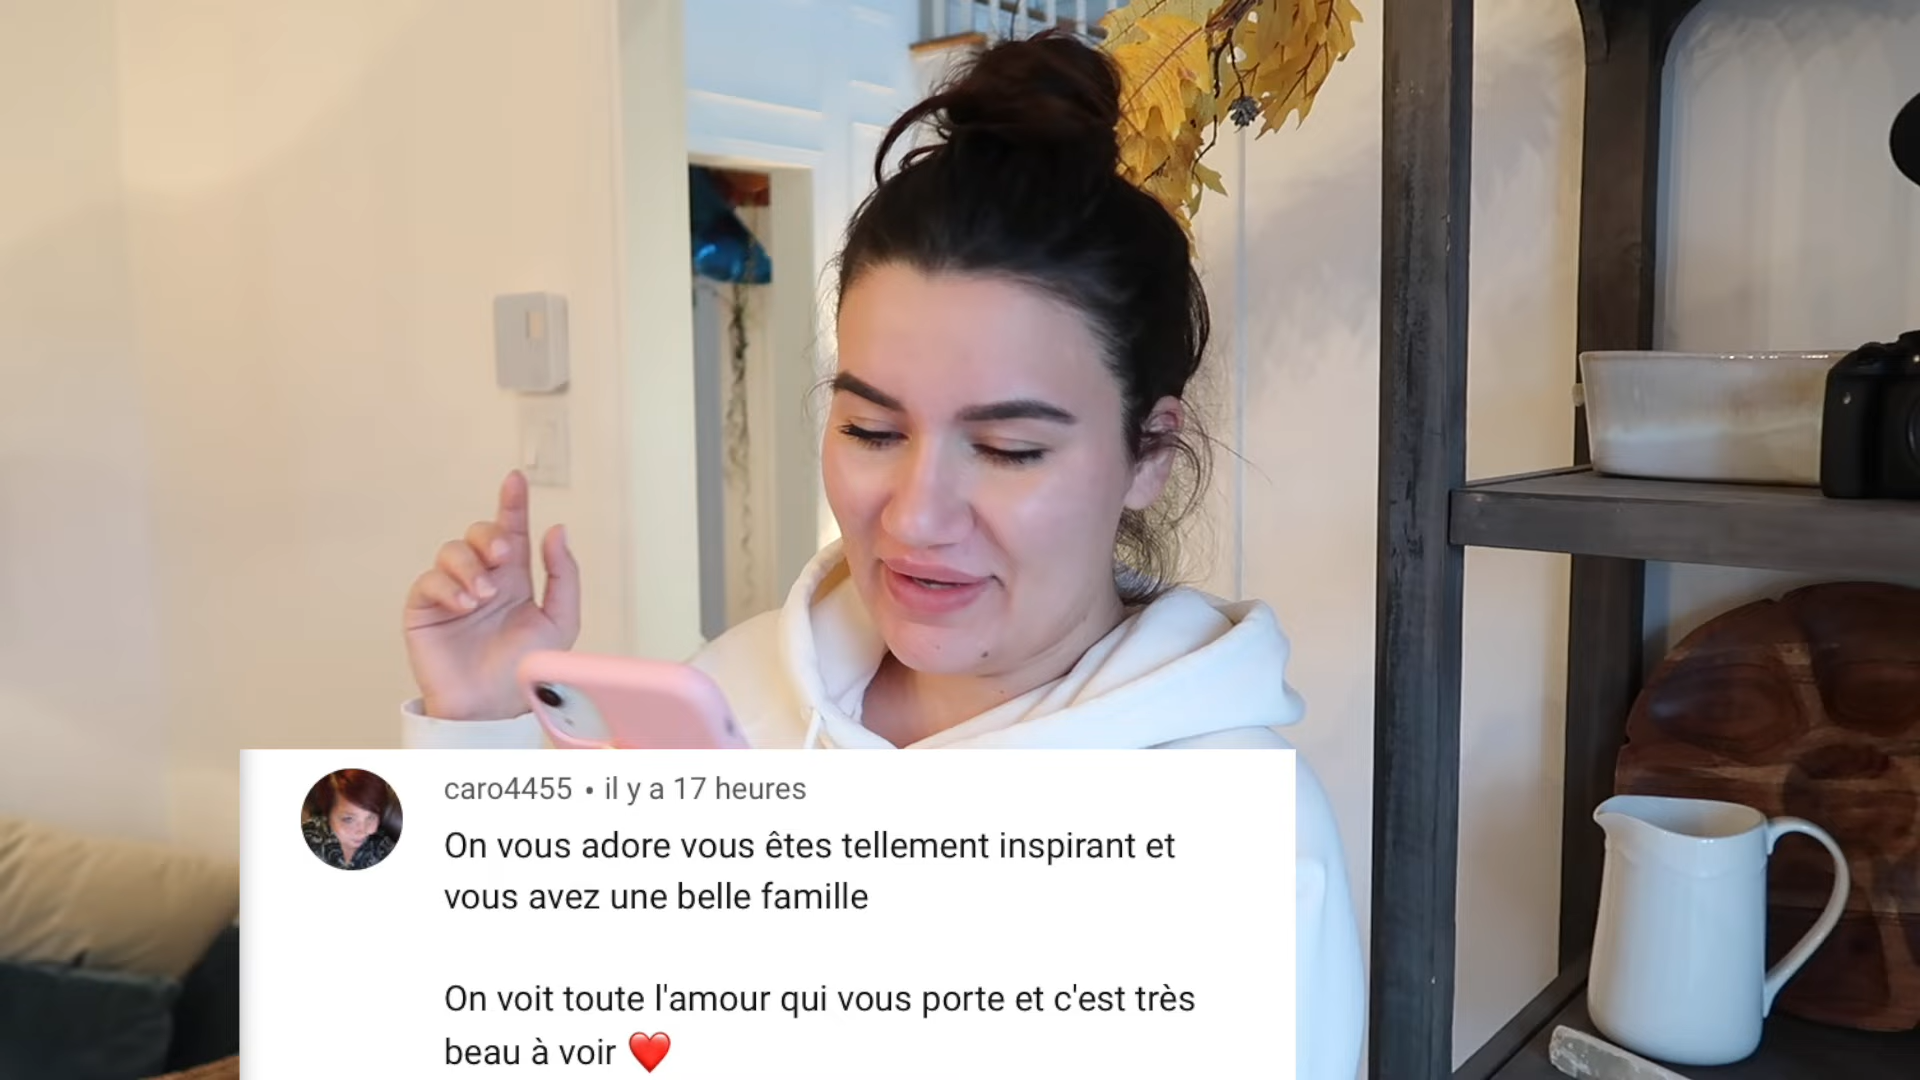 caro4455 • il y a 17 heures
On vous adore vous êtes tellement inspirant et
vous avez une belle famille
On voit toute l'amour qui vous porte et c'est très
beau à voir ❤️